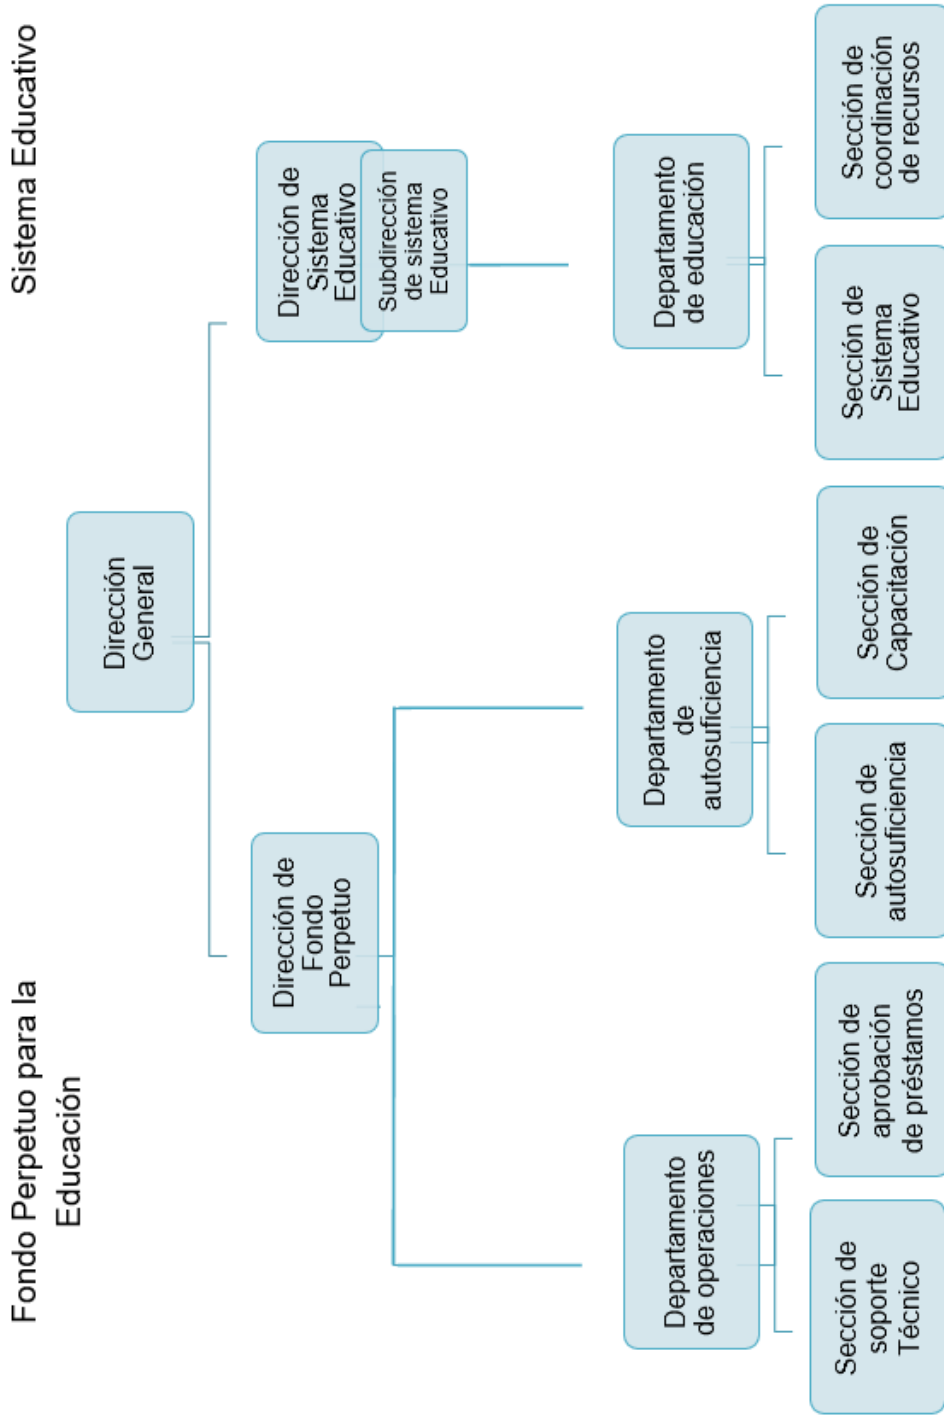 Fondo Perpetuo para la
Educación
Sistema Educativo
Dirección
General
Dirección de
Fondo
Perpetuo
Dirección de
Sistema
Educativo
Subdirección
de sistema
Educativo
Departamento
de operaciones
Departamento
de
autosuficiencia
Departamento
de educación
Sección de
soporte
Técnico
Sección de
aprobación
de préstamos
Sección de
autosuficiencia
Sección de
Capacitación
Sección de
Sistema
Educativo
Sección de
coordinación
de recursos